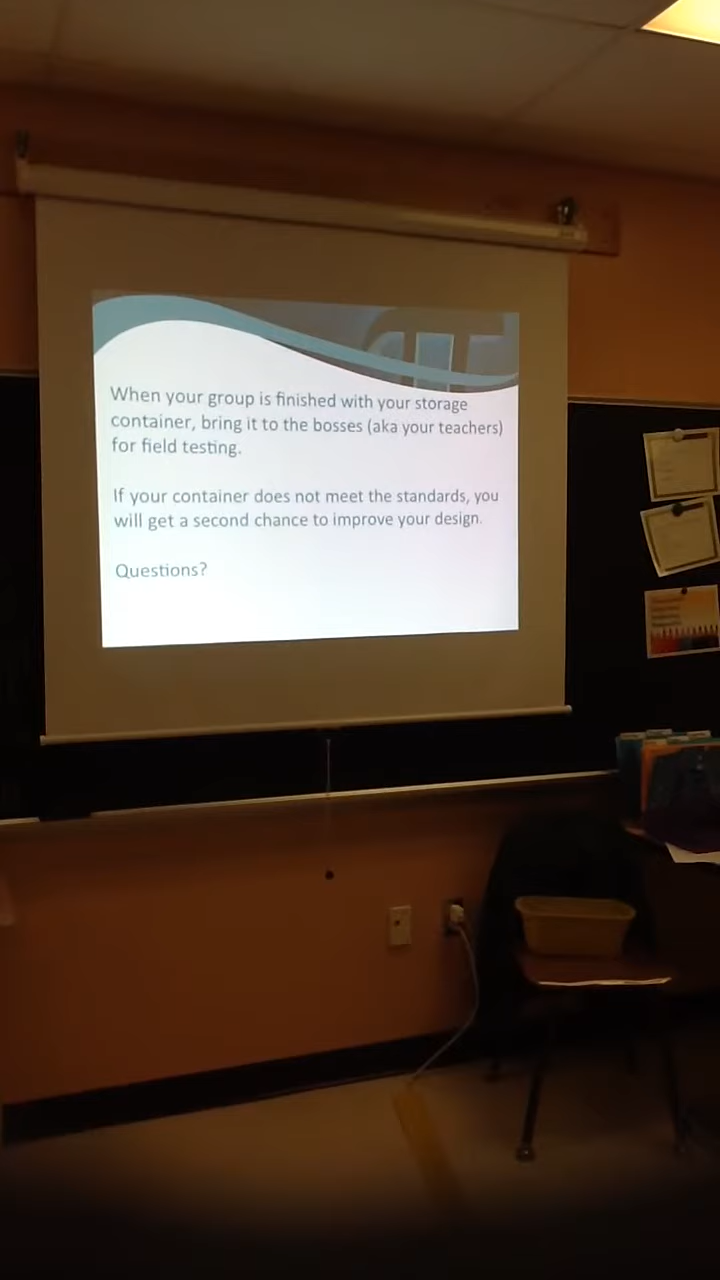 When your group is finished with your storage
container, bring it to the bosses (aka your teachers)
for field testing.
If your container does not meet the standards, you
will get a second chance to improve your design.
Questions?